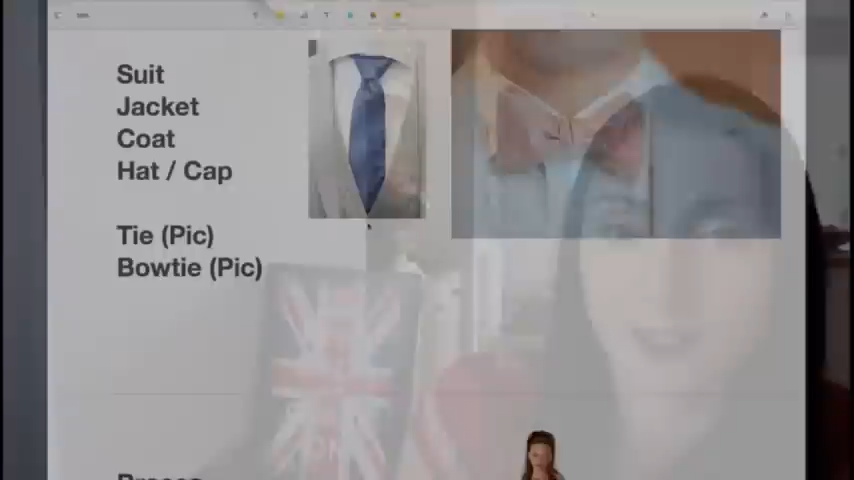 Suit
Jacket
Coat
Hat / Cap
Tie (Pic)
Bowtie (Pic)